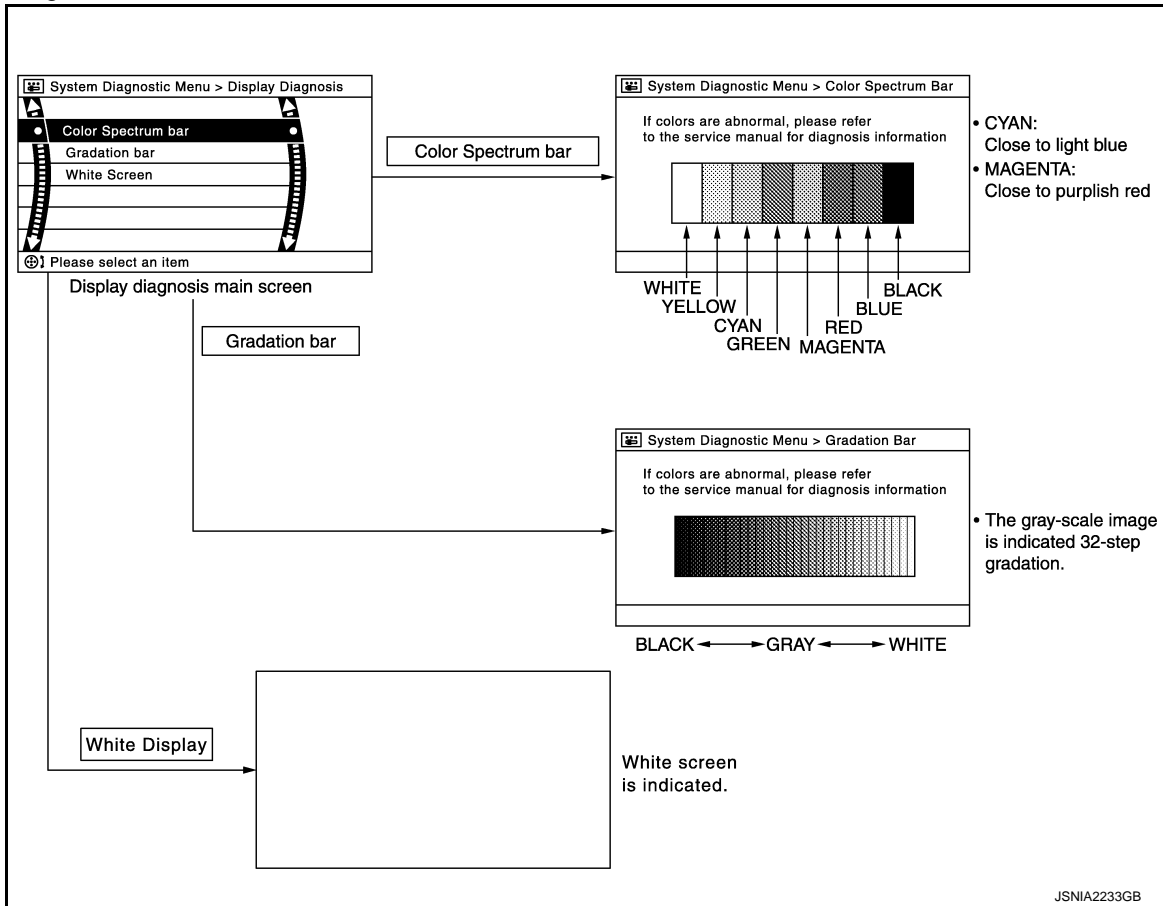 System Diagnostic Menu > Display Diagnosis
Color Spectrum bar
Gradation bar
White Screen
Please select an item
Display diagnosis main screen
Color Spectrum bar
System Diagnostic Menu > Color Spectrum Bar
If colors are abnormal, please refer
to the service manual for diagnosis information
WHITE
YELLOW
CYAN
GREEN
MAGENTA
RED
BLUE
BLACK
• CYAN:
Close to light blue
• MAGENTA:
Close to purplish red
Gradation bar
System Diagnostic Menu > Gradation Bar
If colors are abnormal, please refer
to the service manual for diagnosis information
BLACK GRAY WHITE
• The gray-scale image
is indicated 32-step
gradation.
White Display
White screen
is indicated.
JSNIA2233GB